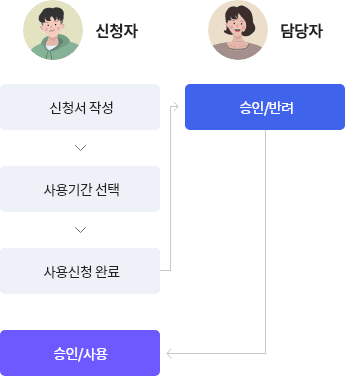 신청자
담당자
신청서 작성
승인/반려
사용기간 선택
사용신청 완료
승인/사용